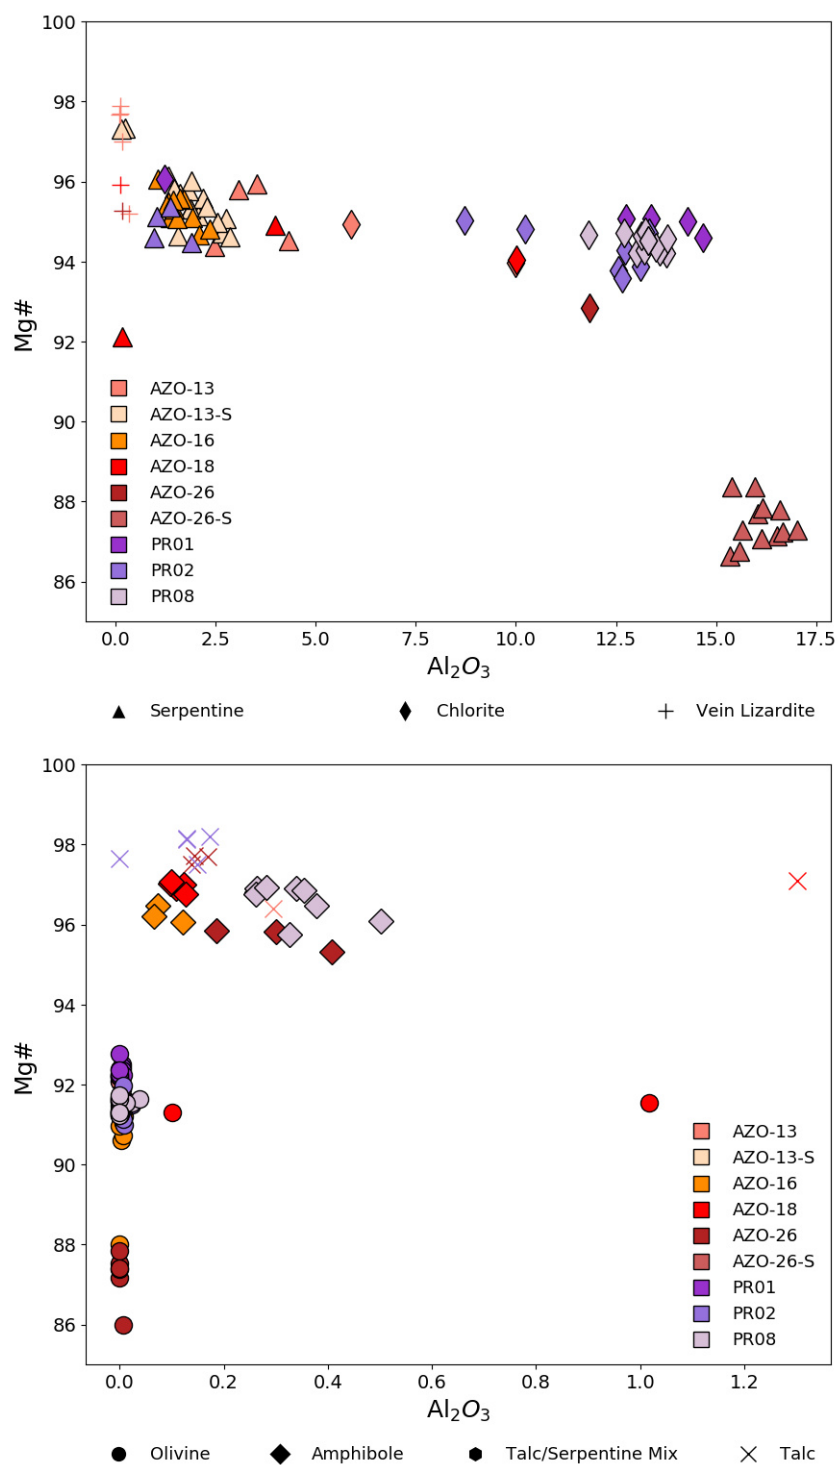 100
98
96
94
92
90
88
86
Mg#
AZO-13
AZO-13-S
AZO-16
AZO-18
AZO-26
AZO-26-S
PR01
PR02
PR08
0.0 2.5 5.0 7.5 10.0 12.5 15.0 17.5
Al₂O₃
Serpentine Chlorite Vein Lizardite
100
98
96
94
92
90
88
86
Mg#
AZO-13
AZO-13-S
AZO-16
AZO-18
AZO-26
AZO-26-S
PR01
PR02
PR08
0.0 0.2 0.4 0.6 0.8 1.0 1.2
Al₂O₃
Olivine Amphibole Talc/Serpentine Mix Talc